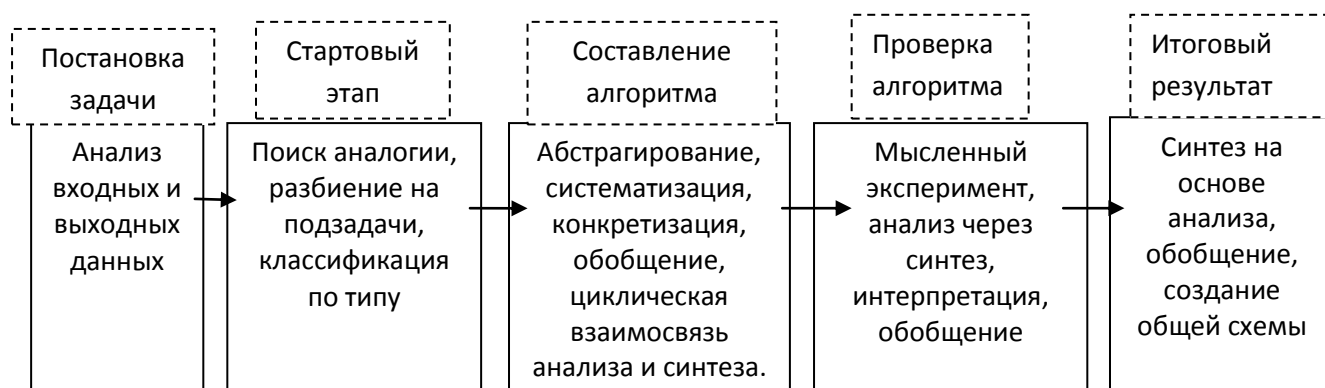 Постановка
задачи
Анализ
входных и
выходных
данных
Стартовый
этап
Поиск аналогии,
разбиение на
подзадачи,
классификация
по типу
Составление
алгоритма
Абстрагирование,
систематизация,
конкретизация,
обобщение,
циклическая
взаимосвязь
анализа и синтеза.
Проверка
алгоритма
Мысленный
эксперимент,
анализ через
синтез,
интерпретация,
обобщение
Итоговый
результат
Синтез на
основе
анализа,
обобщение,
создание
общей схемы